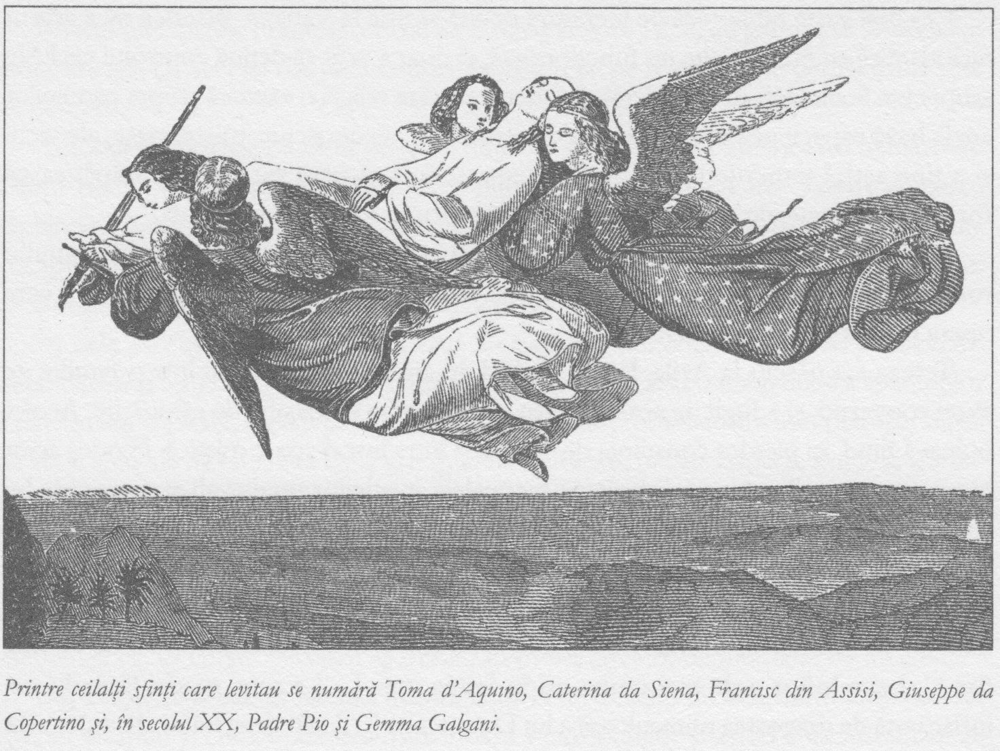 Printre ceilalți sfinți care levitau se numără Toma d'Aquino, Caterina da Siena, Francisc din Assisi, Giuseppe da
Copertino și, în secolul XX, Padre Pio și Gemma Galgani.